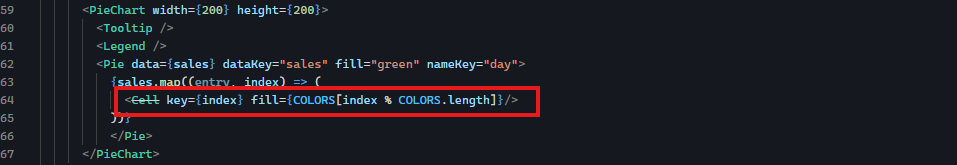 59 <PieChart width={200} height={200}>
60 <Tooltip />
61 <Legend />
62 <Pie data={sales} dataKey="sales" fill="green" nameKey="day">
63 {sales.map((entry, index) => (
64 <Cell key={index} fill={COLORS[index % COLORS.length]}/>
65 ))}
66 </Pie>
67 </PieChart>